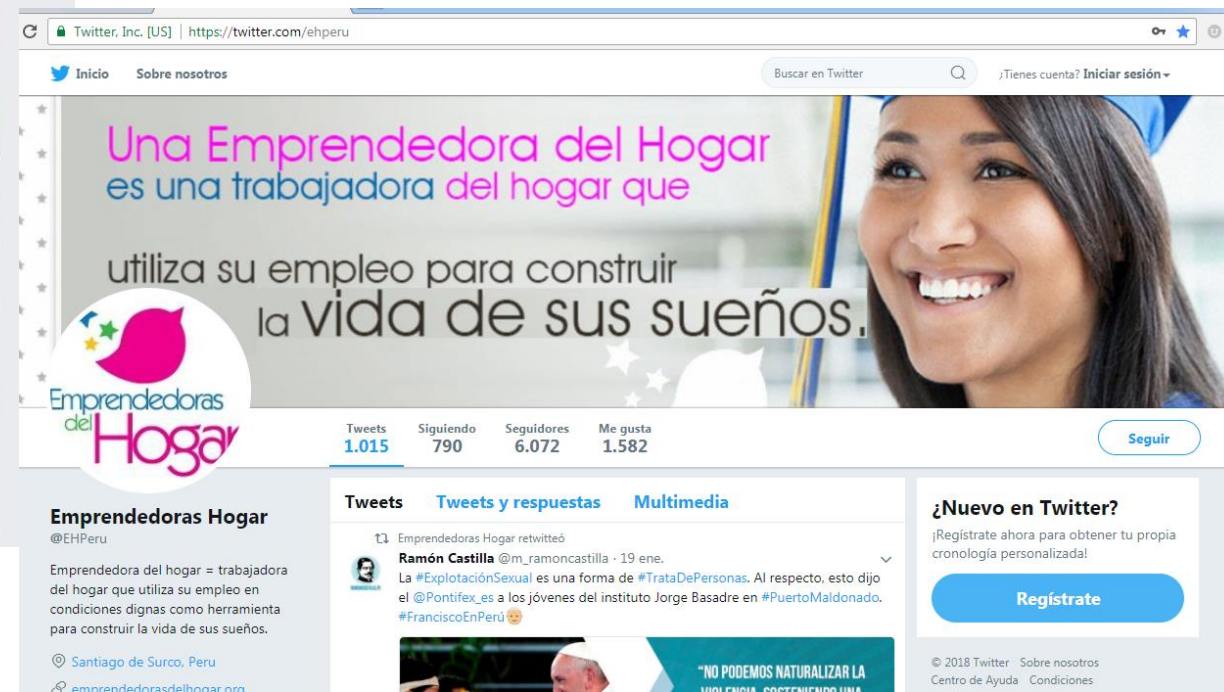 Twitter, Inc. [US] | https://twitter.com/ehperu
Inicio Sobre nosotros
Buscar en Twitter
¿Tienes cuenta? Iniciar sesión
Una Emprendedora del Hogar
es una trabajadora del hogar que
utiliza su empleo para construir
la vida de sus sueños.
Emprendedoras
del Hogar
Tweets Siguiendo Seguidores Me gusta
1.015 790 6.072 1.582
Seguir
Emprendedoras Hogar
@EHPeru
Emprendedora del hogar = trabajadora
del hogar que utiliza su empleo en
condiciones dignas como herramienta
para construir la vida de sus sueños.
Santiago de Surco, Peru
emprendedorasdelhogar.org
Tweets Tweets y respuestas Multimedia
Emprendedoras Hogar retwitteó
Ramón Castilla @m_ramoncastilla · 19 ene.
La #ExplotaciónSexual es una forma de #TrataDePersonas. Al respecto, esto dijo
el @Pontifex_es a los jóvenes del instituto Jorge Basadre en #PuertoMaldonado.
#FranciscoEnPerú
"NO PODEMOS NATURALIZAR LA
VIOLENCIA, SOSTENIENDO UNA
¿Nuevo en Twitter?
¡Regístrate ahora para obtener tu propia
cronología personalizada!
Regístrate
© 2018 Twitter Sobre nosotros
Centro de Ayuda Condiciones